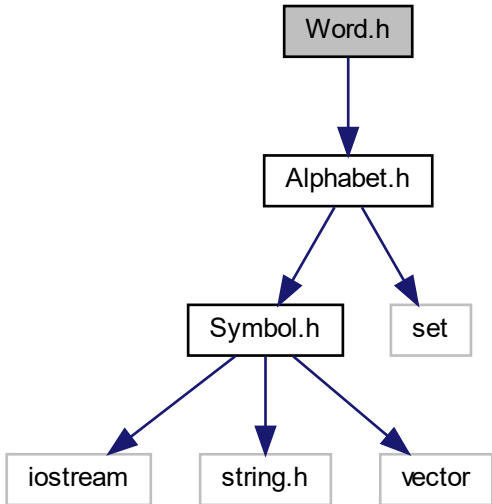 Word.h
Alphabet.h
Symbol.h
set
iostream
string.h
vector